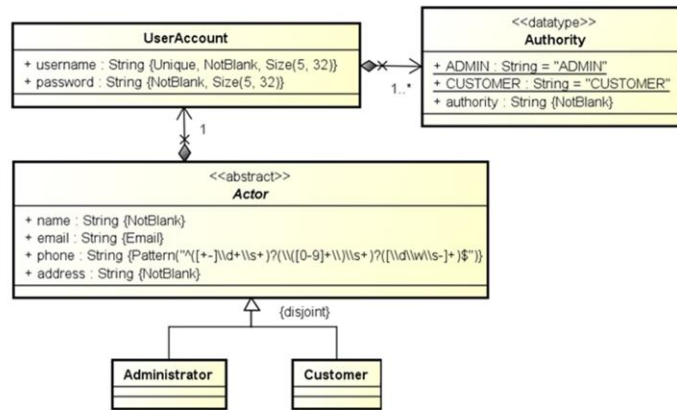 UserAccount
+ username : String {Unique, NotBlank, Size(5, 32)}
+ password : String {NotBlank, Size(5, 32)}
<<datatype>>
Authority
+ ADMIN : String = "ADMIN"
+ CUSTOMER : String = "CUSTOMER"
+ authority : String {NotBlank}
1..*
1
<<abstract>>
Actor
+ name : String {NotBlank}
+ email : String {Email}
+ phone : String {Pattern("^([+-]\\d+\\s+)?(\\([0-9]+\\)\\s+)?([\\d\\w\\s-]+)$")}
+ address : String {NotBlank}
{disjoint}
Administrator
Customer